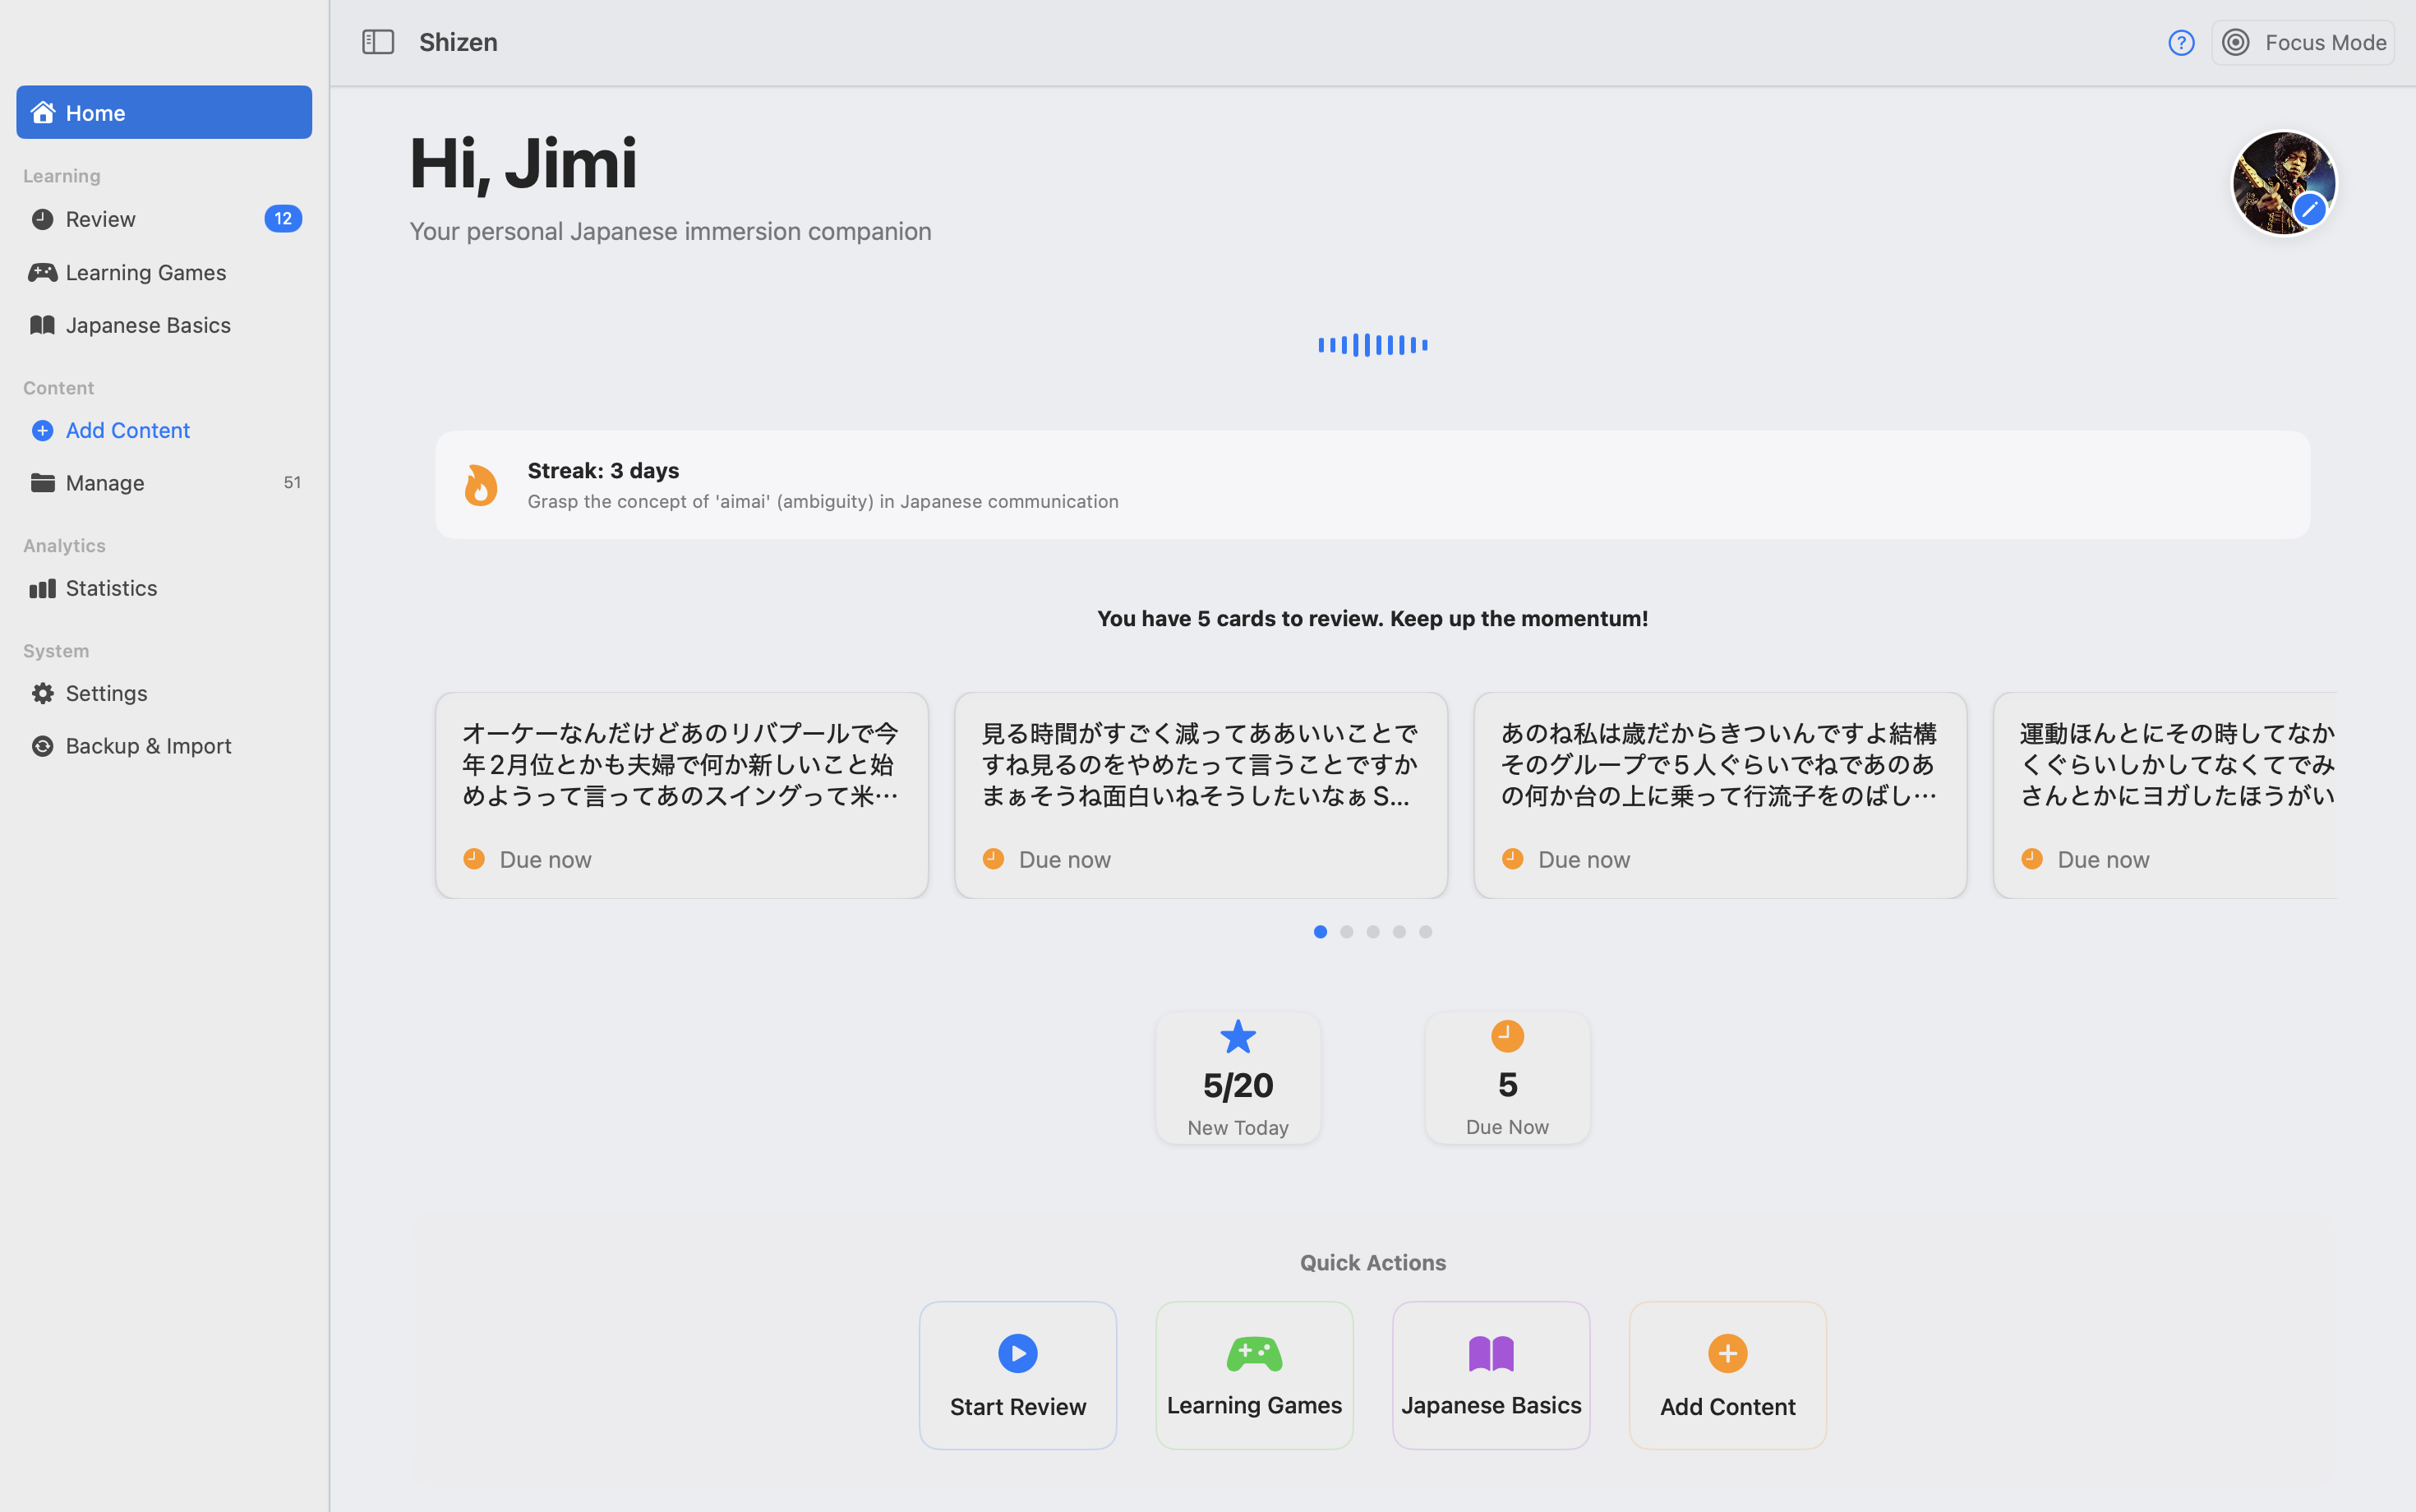 Shizen
Focus Mode
Home
Learning
Review 12
Learning Games
Japanese Basics
Content
Add Content
Manage 51
Analytics
Statistics
System
Settings
Backup & Import
Hi, Jimi
Your personal Japanese immersion companion
Streak: 3 days
Grasp the concept of 'aimai' (ambiguity) in Japanese communication
You have 5 cards to review. Keep up the momentum!
オーケーなんだけどあのリバプールで今
年2月位とかも夫婦で何か新しいこと始
めようって言ってあのスイングって米…
Due now
見る時間がすごく減ってああいいことで
すね見るのをやめたって言うことですか
まぁそうね面白いねそうしたいなぁS...
Due now
あのね私は歳だからきついんですよ結構
そのグループで5人ぐらいでねであのあ
の何か台の上に乗って行流子をのばし…
Due now
運動ほんとにその時してなか
くぐらいしかしてなくてでみ
さんとかにヨガしたほうがい
Due now
5/20
New Today
5
Due Now
Quick Actions
Start Review
Learning Games
Japanese Basics
Add Content